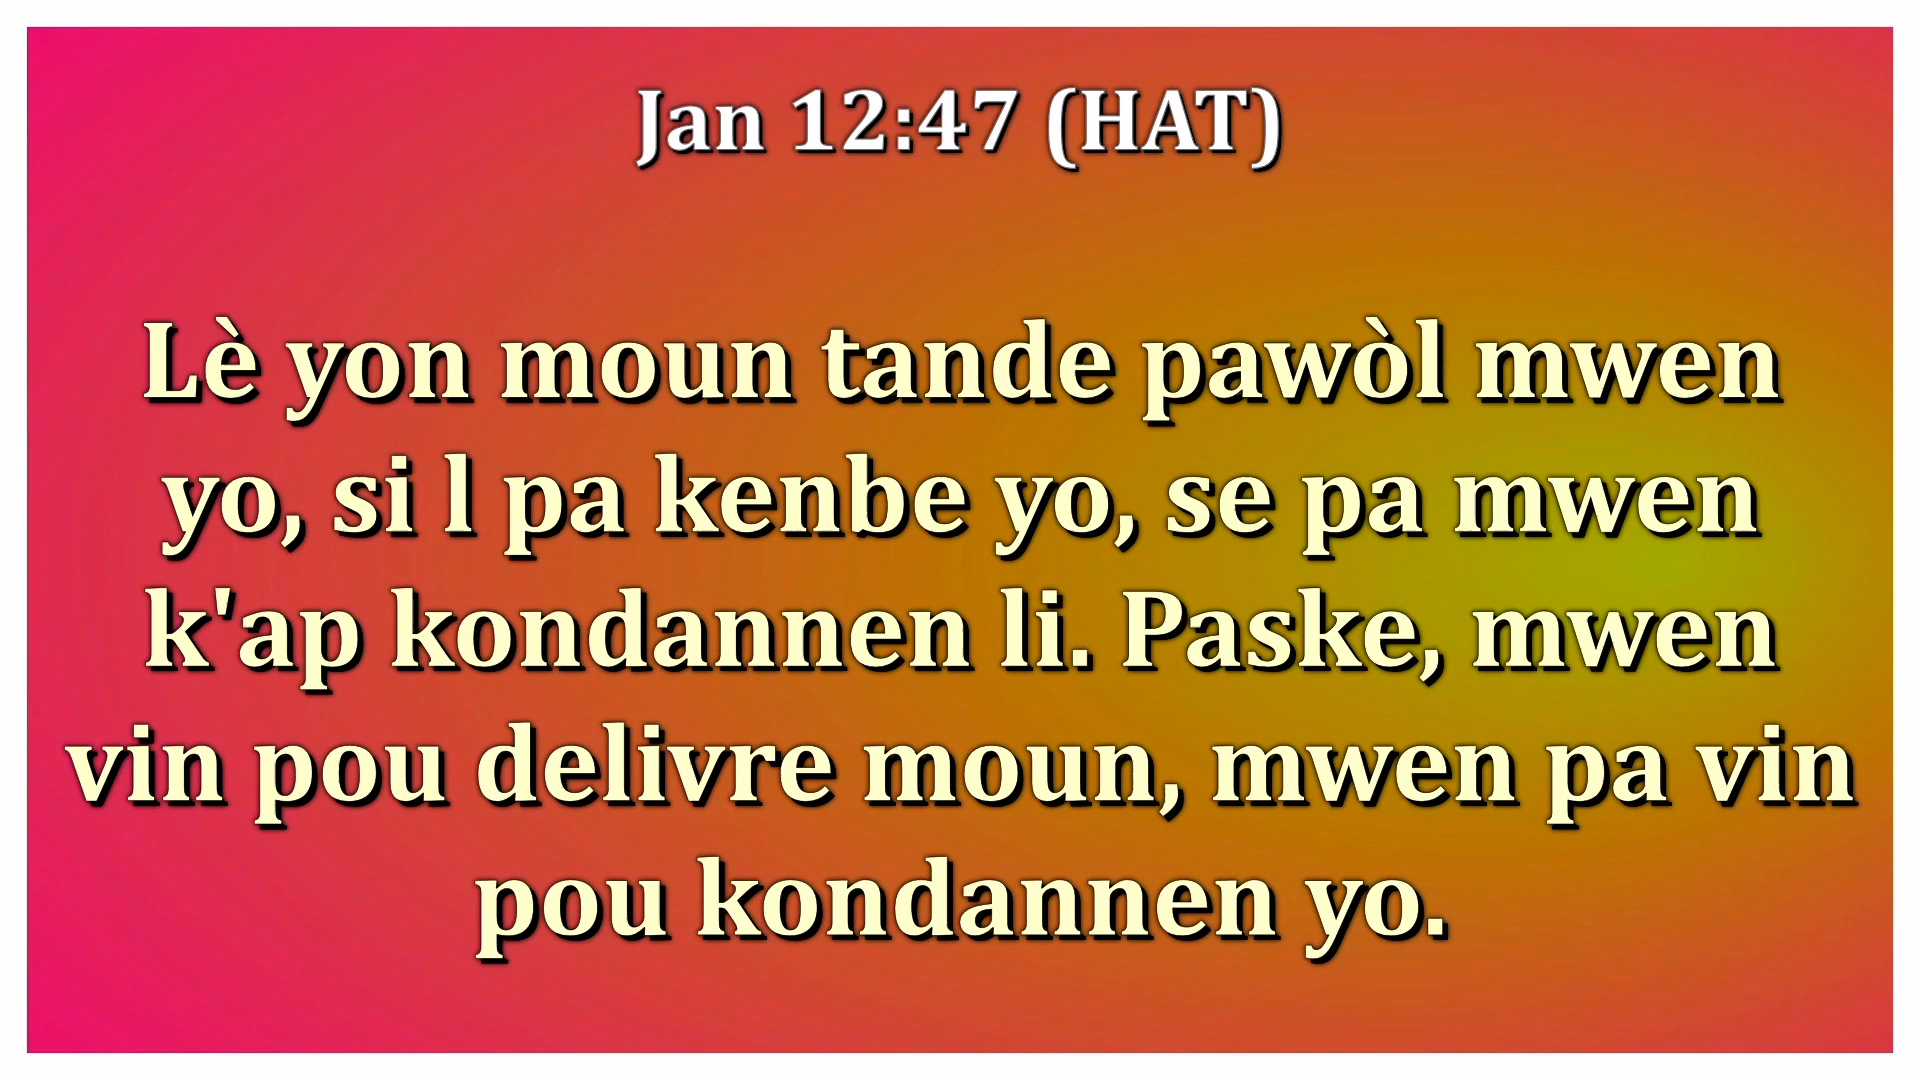 Jan 12:47 (HAT)
Lè yon moun tande pawòl mwen
yo, si l pa kenbe yo, se pa mwen
k'ap kondannen li. Paske, mwen
vin pou delivre moun, mwen pa vin
pou kondannen yo.